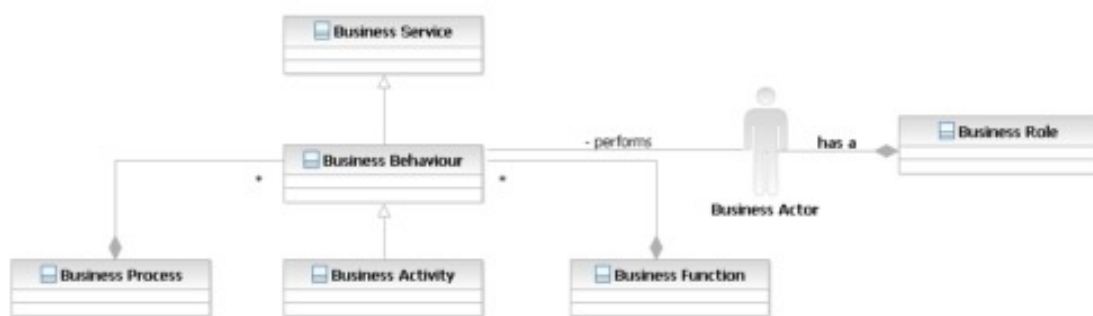 Business Service
- performs
has a
Business Role
Business Behaviour
*
*
Business Actor
Business Process
Business Activity
Business Function